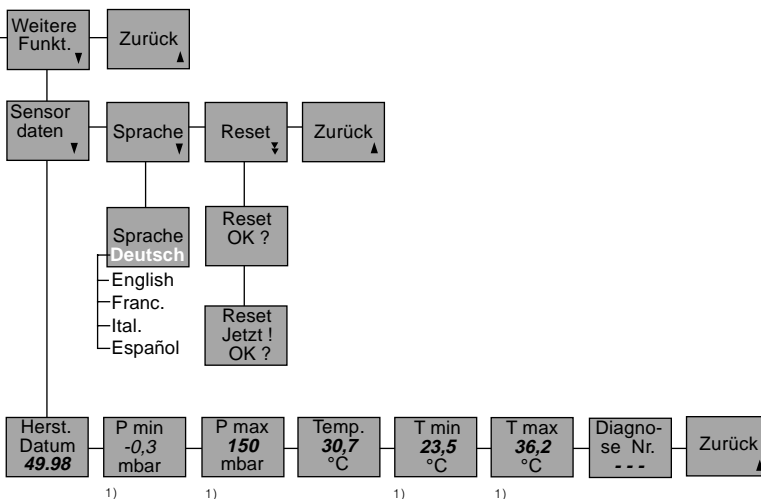 Weitere
Funkt.
Zurück
Sensor
daten
Sprache
Reset
Zurück
Sprache
Deutsch
English
Franc.
Ital.
Español
Reset
OK ?
Reset
Jetzt !
OK ?
Herst.
Datum
49.98
P min
-0,3
mbar
P max
150
mbar
Temp.
30,7
°C
T min
23,5
°C
T max
36,2
°C
Diagno-
se Nr.
- - -
Zurück
1)
1)
1)
1)